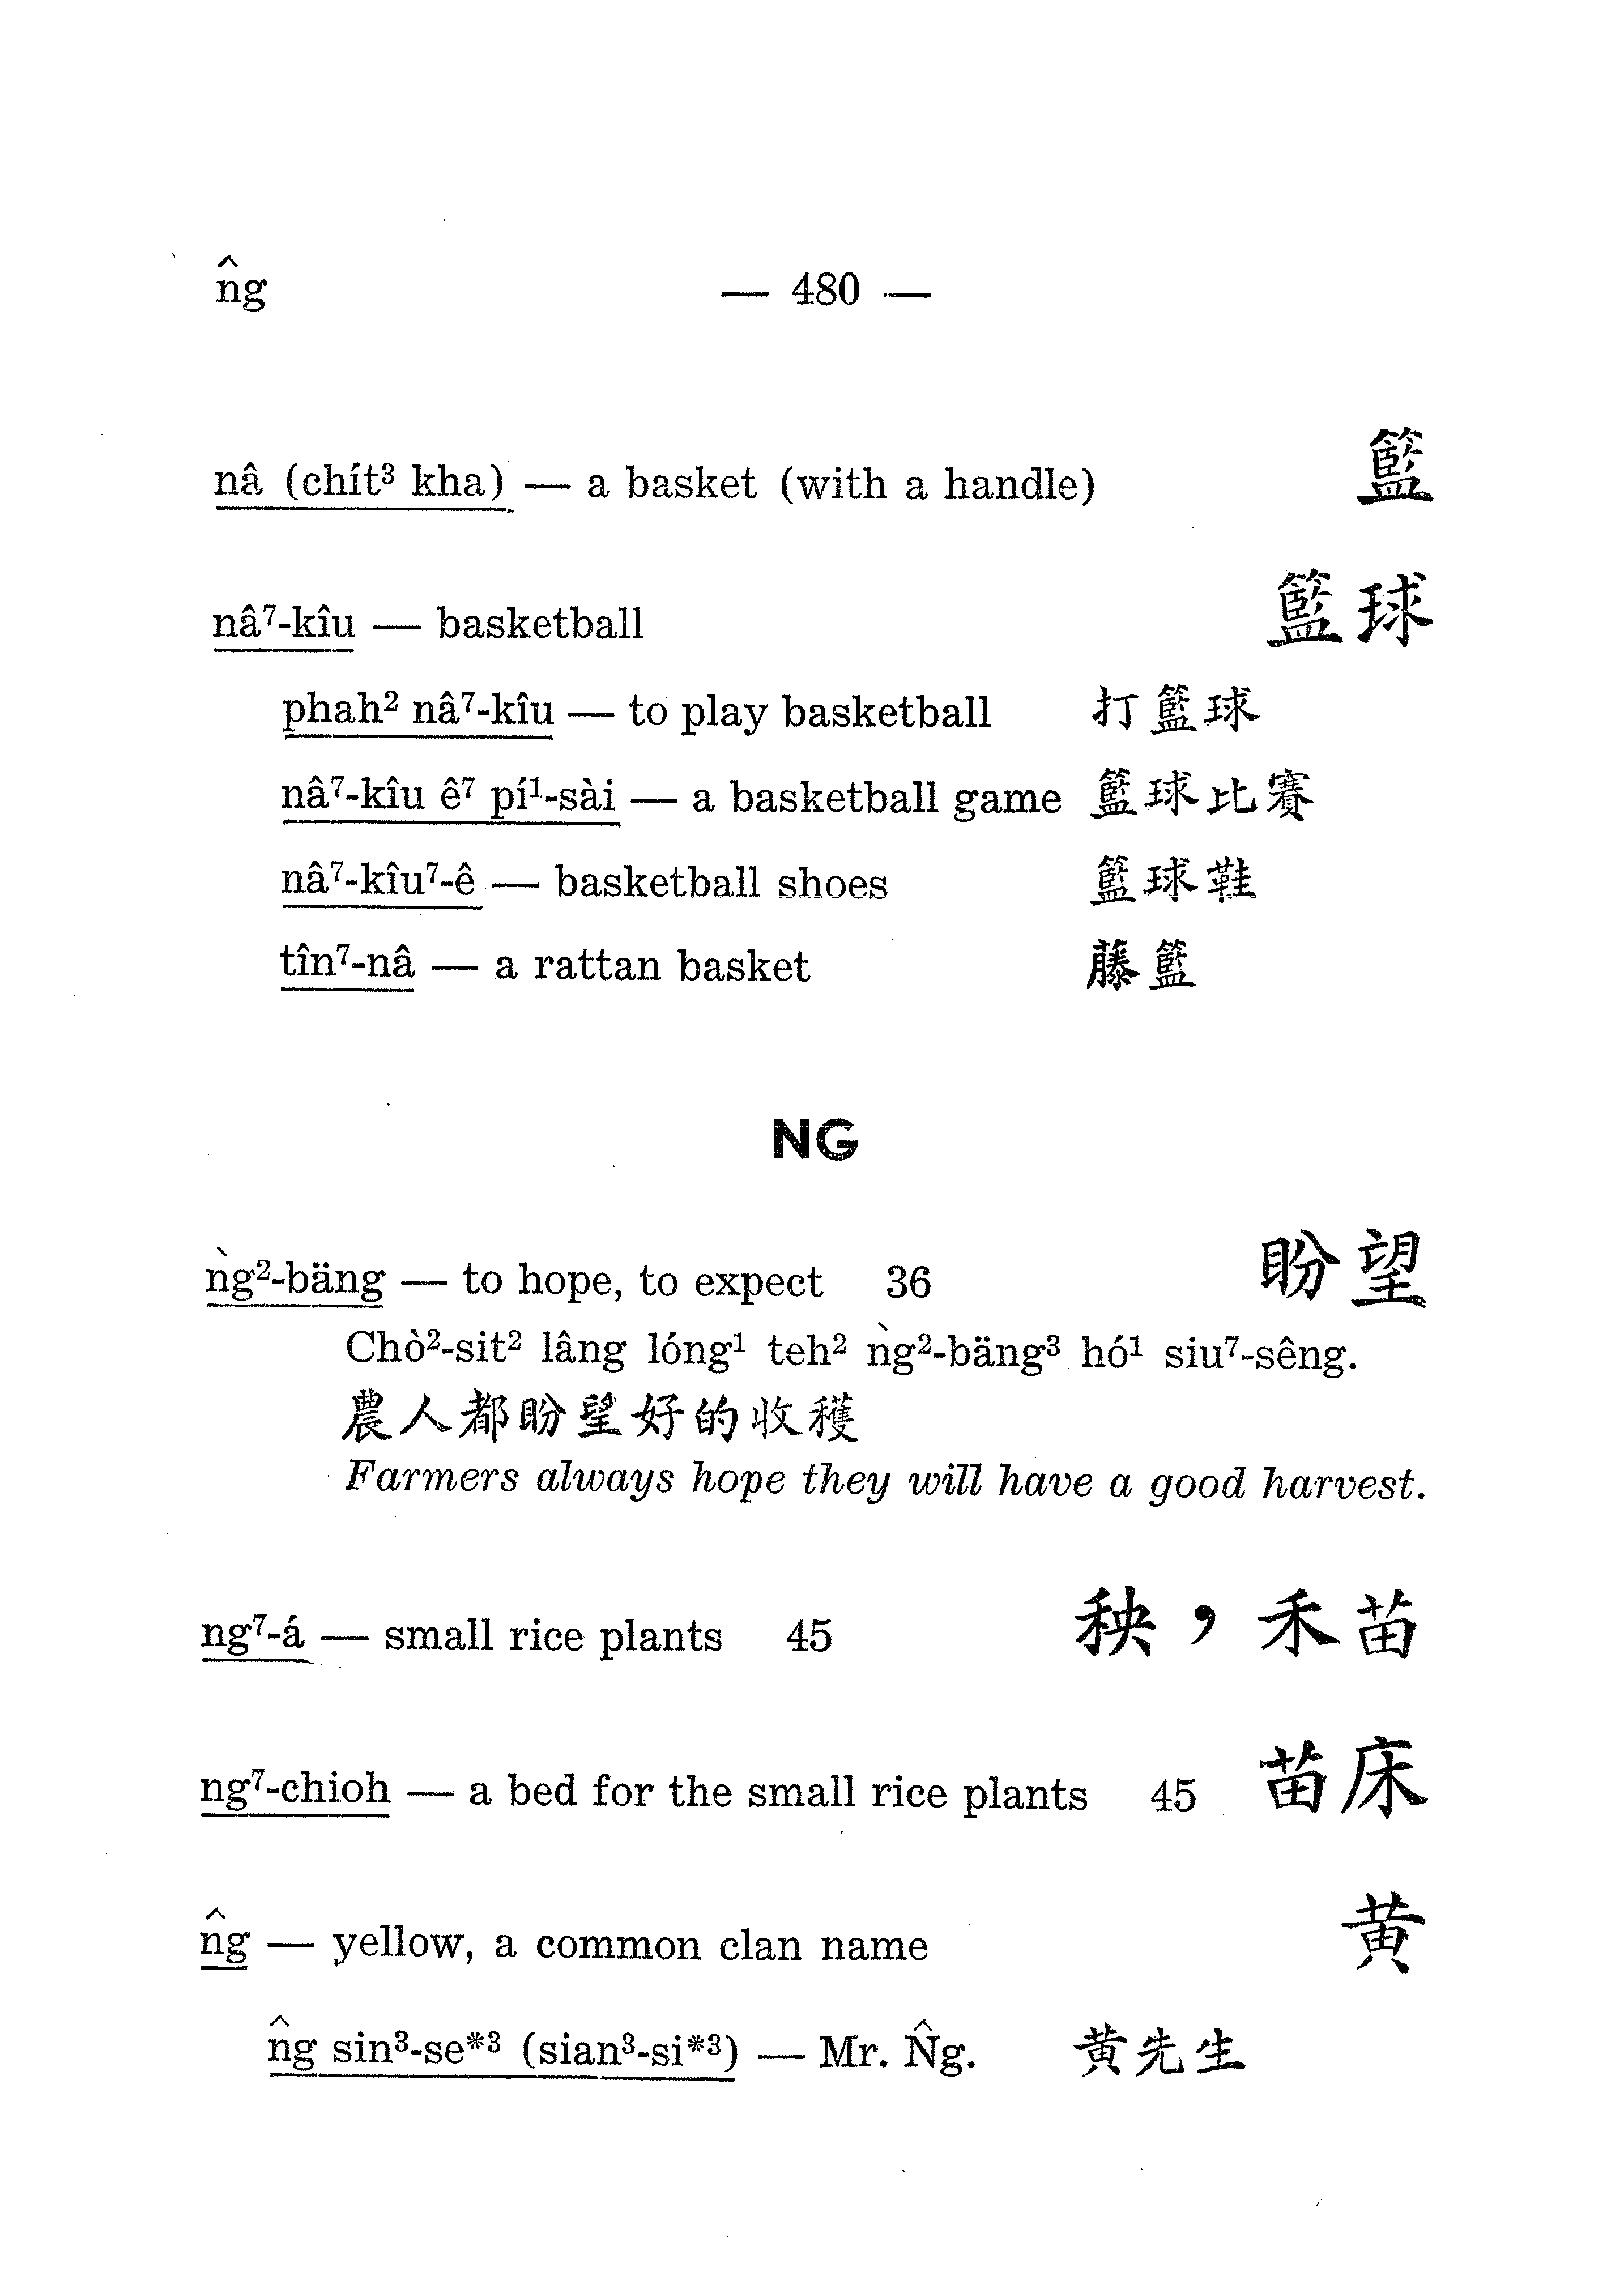 n̂g — 480 —
nâ (chít³ kha) — a basket (with a handle) 籃
nâ⁷-kîu — basketball 籃球
phah² nâ⁷-kîu — to play basketball 打籃球
nâ⁷-kîu ê⁷ pí¹-sài — a basketball game 籃球比賽
nâ⁷-kîu⁷-ê — basketball shoes 籃球鞋
tîn⁷-nâ — a rattan basket 藤籃
NG
ǹg²-bäng — to hope, to expect 36 盼望
Chò²-sit² lâng lóng¹ teh² ǹg²-bäng³ hó¹ siu⁷-sêng.
農人都盼望好的收穫
Farmers always hope they will have a good harvest.
ng⁷-á — small rice plants 45 秧，禾苗
ng⁷-chioh — a bed for the small rice plants 45 苗床
n̂g — yellow, a common clan name 黃
n̂g sin³-se*³ (sian³-si*³) — Mr. N̂g. 黃先生